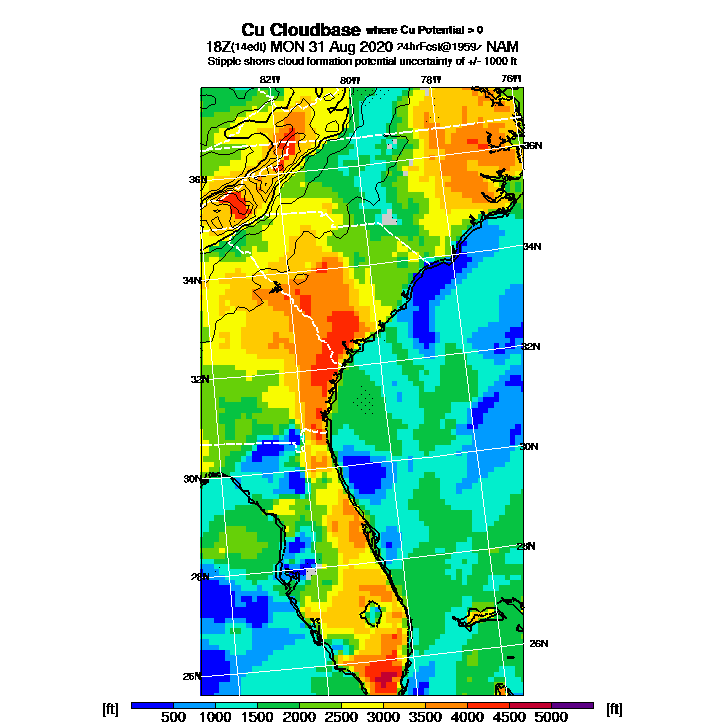 Cu Cloudbase where Cu Potential > 0
18Z(14edt) MON 31 Aug 2020 24hrFcst@1959z NAM
Stipple shows cloud formation potential uncertainty of +/- 1000 ft
82W 80W 78W 76W
36N
36N
34N
34N
32N
32N
30N
30N
28N
28N
26N
26N
[ft] [ft]
500 1000 1500 2000 2500 3000 3500 4000 4500 5000